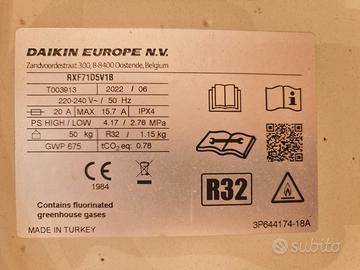 DAIKIN EUROPE N.V.
Zandvoordestraat 300, B-8400 Oostende, Belgium
RXF71D5V1B
T003913 2022 / 06
220-240 V~ / 50 Hz
20 A MAX 15.7 A IPX4
PS HIGH / LOW 4.17 / 2.76 MPa
50 kg R32 / 1.15 kg
GWP 675 tCO2 eq: 0.78
CE
1984
R32
Contains fluorinated
greenhouse gases
MADE IN TURKEY
3P644174-18A
subito